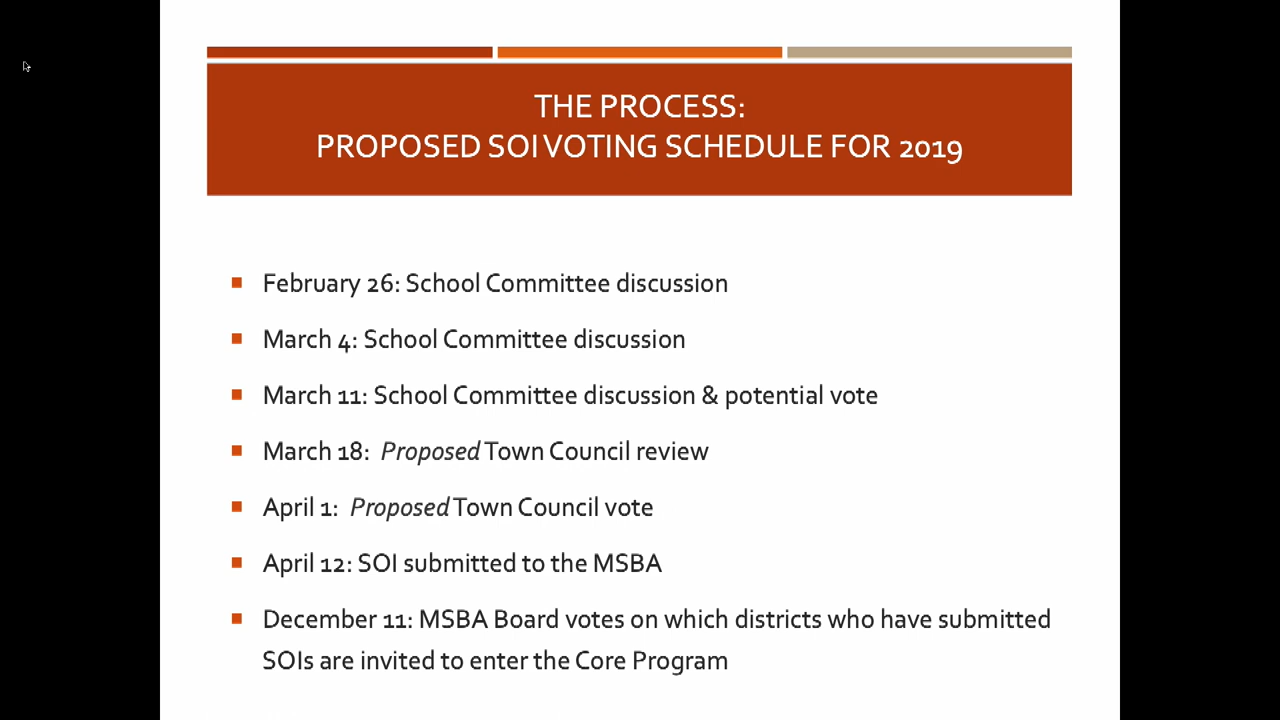 THE PROCESS:
PROPOSED SOI VOTING SCHEDULE FOR 2019
February 26: School Committee discussion
March 4: School Committee discussion
March 11: School Committee discussion & potential vote
March 18: Proposed Town Council review
April 1: Proposed Town Council vote
April 12: SOI submitted to the MSBA
December 11: MSBA Board votes on which districts who have submitted
SOIs are invited to enter the Core Program